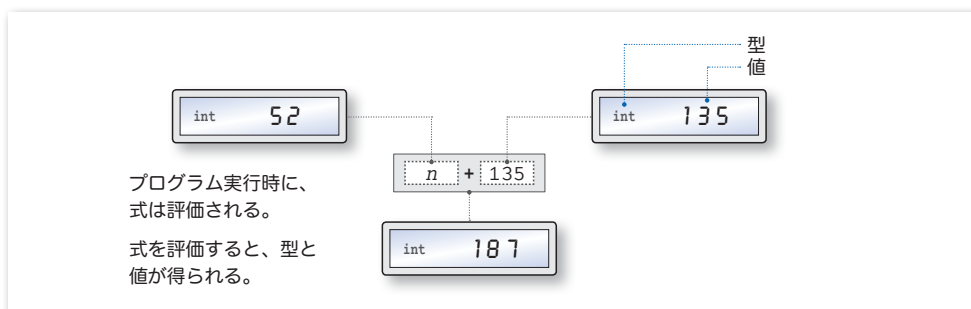 型
値
int 52
int 135
n + 135
プログラム実行時に、
式は評価される。
int 187
式を評価すると、型と
値が得られる。